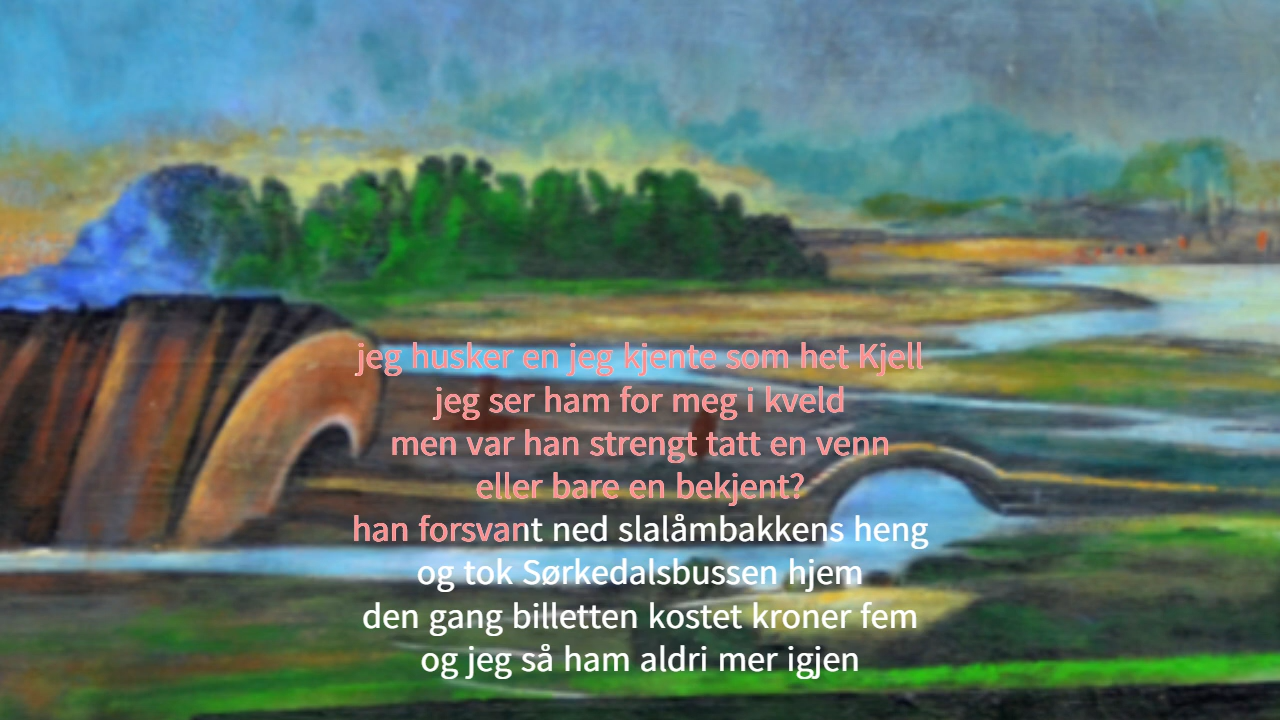 jeg husker en jeg kjente som het Kjell
jeg ser ham for meg i kveld
men var han strengt tatt en venn
eller bare en bekjent?
han forsvant ned slalåmbakkens heng
og tok Sørkedalsbussen hjem
den gang billetten kostet kroner fem
og jeg så ham aldri mer igjen